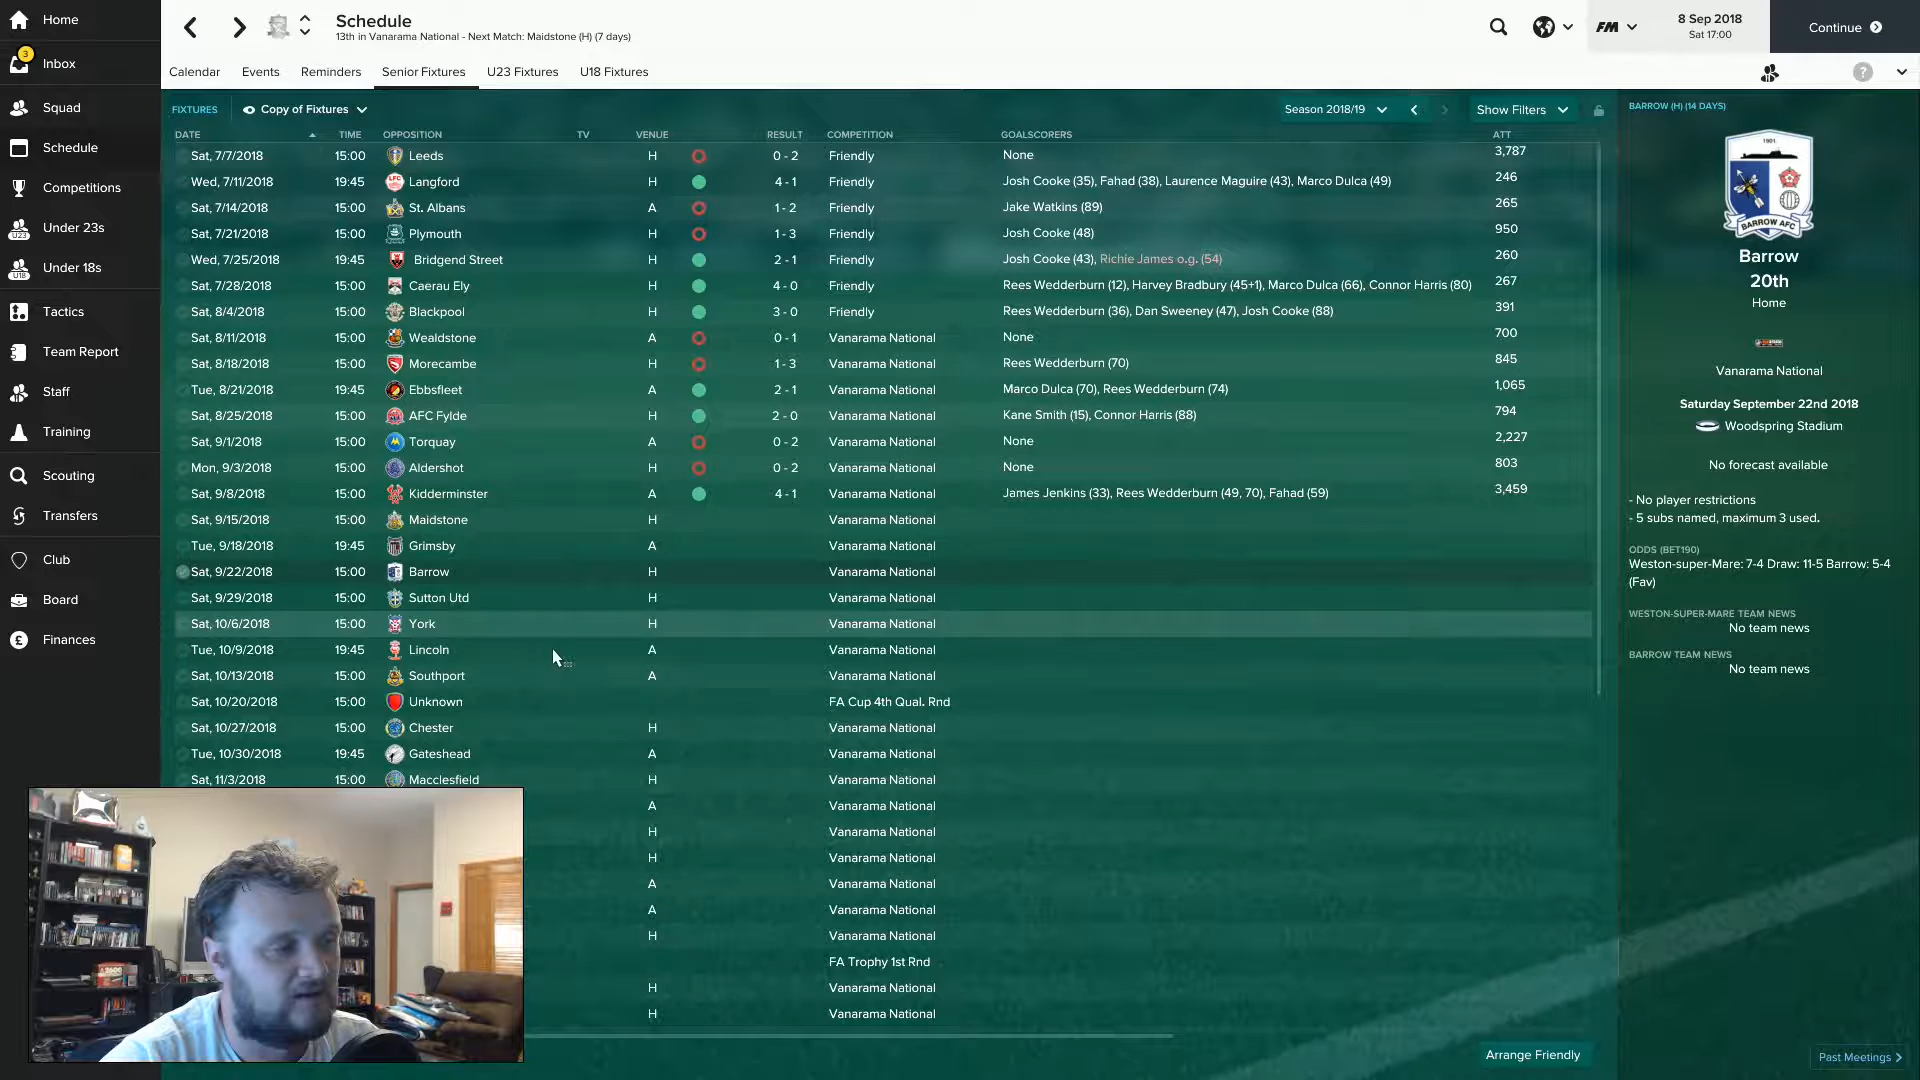 Home
3
Inbox
Squad
Schedule
Competitions
Under 23s
Under 18s
Tactics
Team Report
Staff
Training
Scouting
Transfers
Club
Board
Finances
Schedule
13th in Vanarama National - Next Match: Maidstone (H) (7 days)
FM
8 Sep 2018
Sat 17:00
Continue
Calendar Events Reminders Senior Fixtures U23 Fixtures U18 Fixtures
?
FIXTURES Copy of Fixtures Season 2018/19 Show Filters
DATE TIME OPPOSITION TV VENUE RESULT COMPETITION GOALSCORERS ATT
Sat, 7/7/2018 15:00 Leeds H 0 - 2 Friendly None 3,787
Wed, 7/11/2018 19:45 Langford H 4 - 1 Friendly Josh Cooke (35), Fahad (38), Laurence Maguire (43), Marco Dulca (49) 246
Sat, 7/14/2018 15:00 St. Albans A 1 - 2 Friendly Jake Watkins (89) 265
Sat, 7/21/2018 15:00 Plymouth H 1 - 3 Friendly Josh Cooke (48) 950
Wed, 7/25/2018 19:45 Bridgend Street H 2 - 1 Friendly Josh Cooke (43), Richie James o.g. (54) 260
Sat, 7/28/2018 15:00 Caerau Ely H 4 - 0 Friendly Rees Wedderburn (12), Harvey Bradbury (45+1), Marco Dulca (66), Connor Harris (80) 267
Sat, 8/4/2018 15:00 Blackpool H 3 - 0 Friendly Rees Wedderburn (36), Dan Sweeney (47), Josh Cooke (88) 391
Sat, 8/11/2018 15:00 Wealdstone A 0 - 1 Vanarama National None 700
Sat, 8/18/2018 15:00 Morecambe H 1 - 3 Vanarama National Rees Wedderburn (70) 845
Tue, 8/21/2018 19:45 Ebbsfleet A 2 - 1 Vanarama National Marco Dulca (70), Rees Wedderburn (74) 1,065
Sat, 8/25/2018 15:00 AFC Fylde H 2 - 0 Vanarama National Kane Smith (15), Connor Harris (88) 794
Sat, 9/1/2018 15:00 Torquay A 0 - 2 Vanarama National None 2,227
Mon, 9/3/2018 15:00 Aldershot H 0 - 2 Vanarama National None 803
Sat, 9/8/2018 15:00 Kidderminster A 4 - 1 Vanarama National James Jenkins (33), Rees Wedderburn (49, 70), Fahad (59) 3,459
Sat, 9/15/2018 15:00 Maidstone H Vanarama National
Tue, 9/18/2018 19:45 Grimsby A Vanarama National
Sat, 9/22/2018 15:00 Barrow H Vanarama National
Sat, 9/29/2018 15:00 Sutton Utd H Vanarama National
Sat, 10/6/2018 15:00 York H Vanarama National
Tue, 10/9/2018 19:45 Lincoln A Vanarama National
Sat, 10/13/2018 15:00 Southport A Vanarama National
Sat, 10/20/2018 15:00 Unknown FA Cup 4th Qual. Rnd
Sat, 10/27/2018 15:00 Chester H Vanarama National
Tue, 10/30/2018 19:45 Gateshead A Vanarama National
Sat, 11/3/2018 15:00 Macclesfield H Vanarama National
A Vanarama National
H Vanarama National
H Vanarama National
A Vanarama National
A Vanarama National
H Vanarama National
FA Trophy 1st Rnd
H Vanarama National
H Vanarama National
Arrange Friendly
BARROW (H) (14 DAYS)
1901
BARROW AFC
Barrow
20th
Home
Vanarama National
Saturday September 22nd 2018
Woodspring Stadium
No forecast available
- No player restrictions
- 5 subs named, maximum 3 used.
ODDS (BET190)
Weston-super-Mare: 7-4 Draw: 11-5 Barrow: 5-4
(Fav)
WESTON-SUPER-MARE TEAM NEWS
No team news
BARROW TEAM NEWS
No team news
Past Meetings